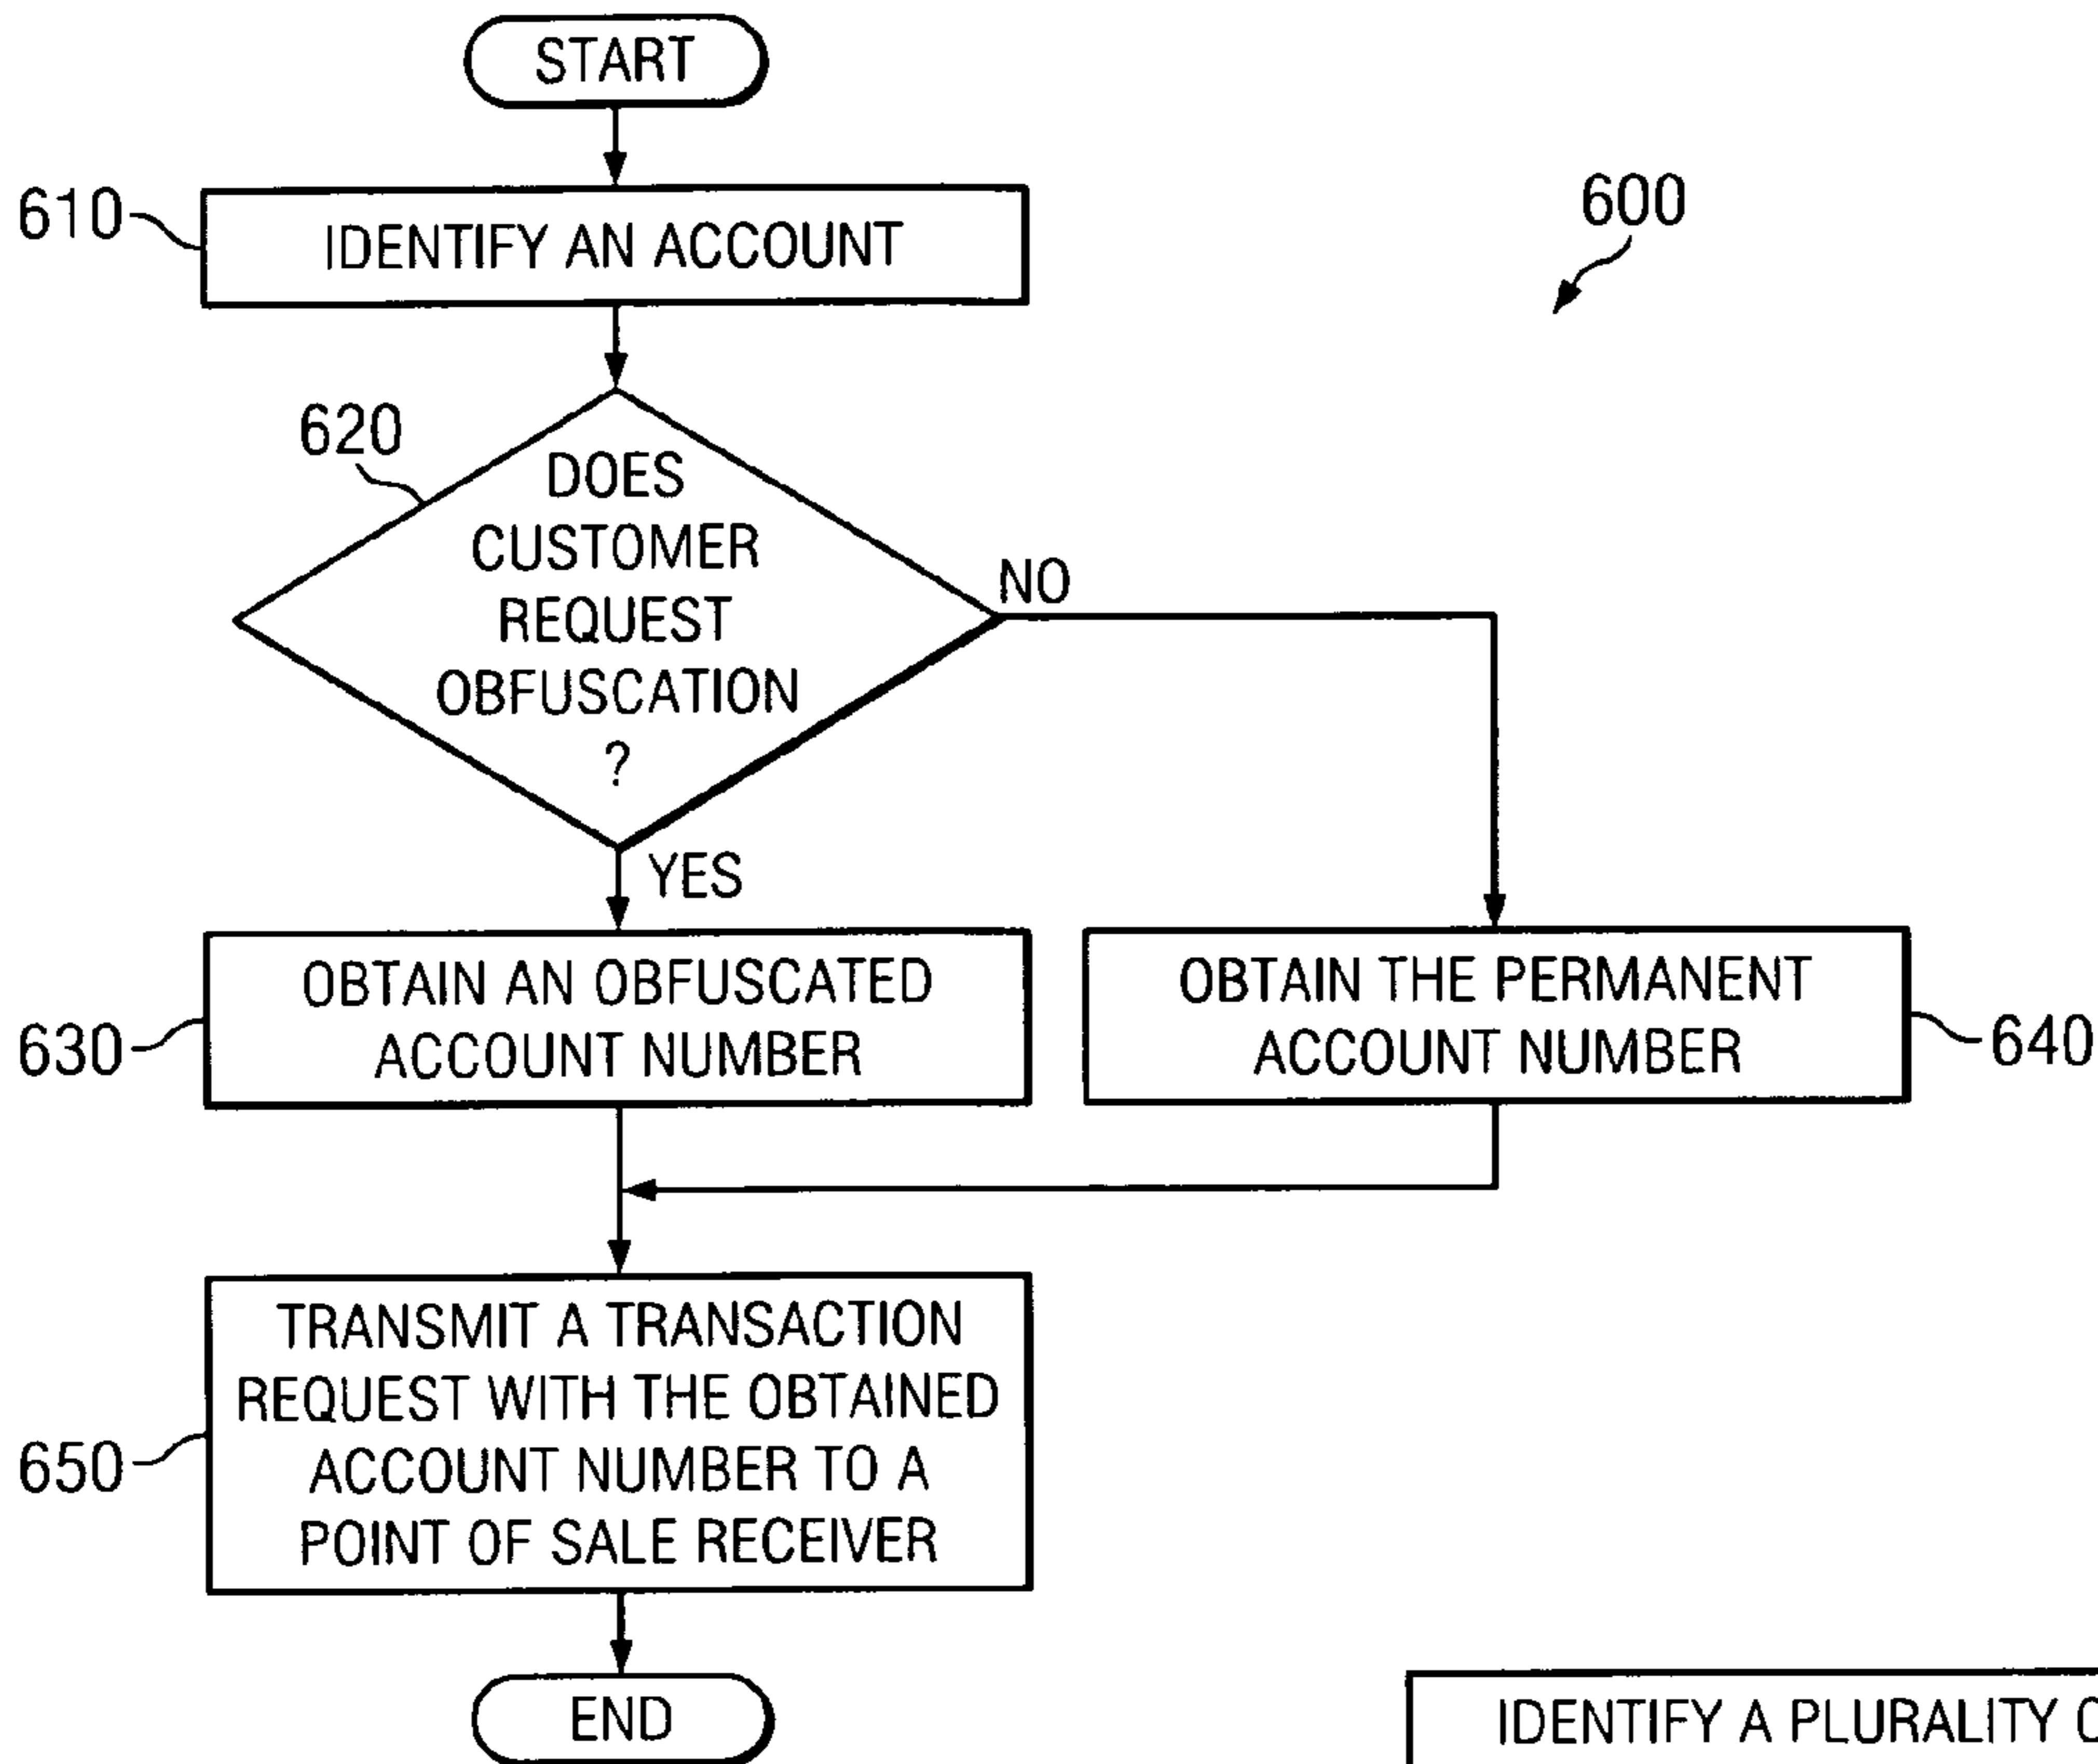 START
610
IDENTIFY AN ACCOUNT
600
620
DOES
CUSTOMER
REQUEST
OBFUSCATION
?
NO
YES
OBTAIN AN OBFUSCATED
ACCOUNT NUMBER
630
OBTAIN THE PERMANENT
ACCOUNT NUMBER
640
TRANSMIT A TRANSACTION
REQUEST WITH THE OBTAINED
ACCOUNT NUMBER TO A
POINT OF SALE RECEIVER
650
END
IDENTIFY A PLURALITY